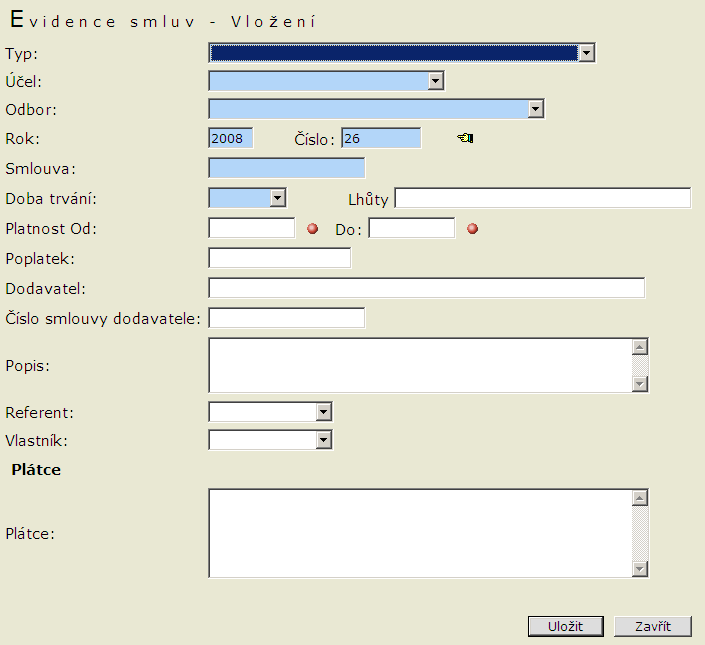 Evidence smluv - Vložení
Typ:
Účel:
Odbor:
Rok: 2008 Číslo: 26
Smlouva:
Doba trvání: Lhůty
Platnost Od: Do:
Poplatek:
Dodavatel:
Číslo smlouvy dodavatele:
Popis:
Referent:
Vlastník:
Plátce
Plátce:
Uložit Zavřít